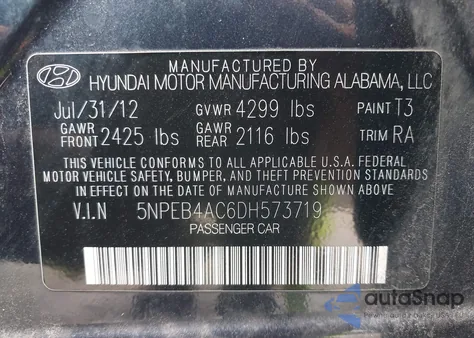 MANUFACTURED BY
HYUNDAI MOTOR MANUFACTURING ALABAMA, LLC
Jul/31/12 GVWR 4299 lbs PAINT T3
GAWR FRONT 2425 lbs GAWR REAR 2116 lbs TRIM RA
THIS VEHICLE CONFORMS TO ALL APPLICABLE U.S.A. FEDERAL
MOTOR VEHICLE SAFETY, BUMPER, AND THEFT PREVENTION STANDARDS
IN EFFECT ON THE DATE OF MANUFACTURE SHOWN ABOVE
V.I.N 5NPEB4AC6DH573719
PASSENGER CAR
autoSnap